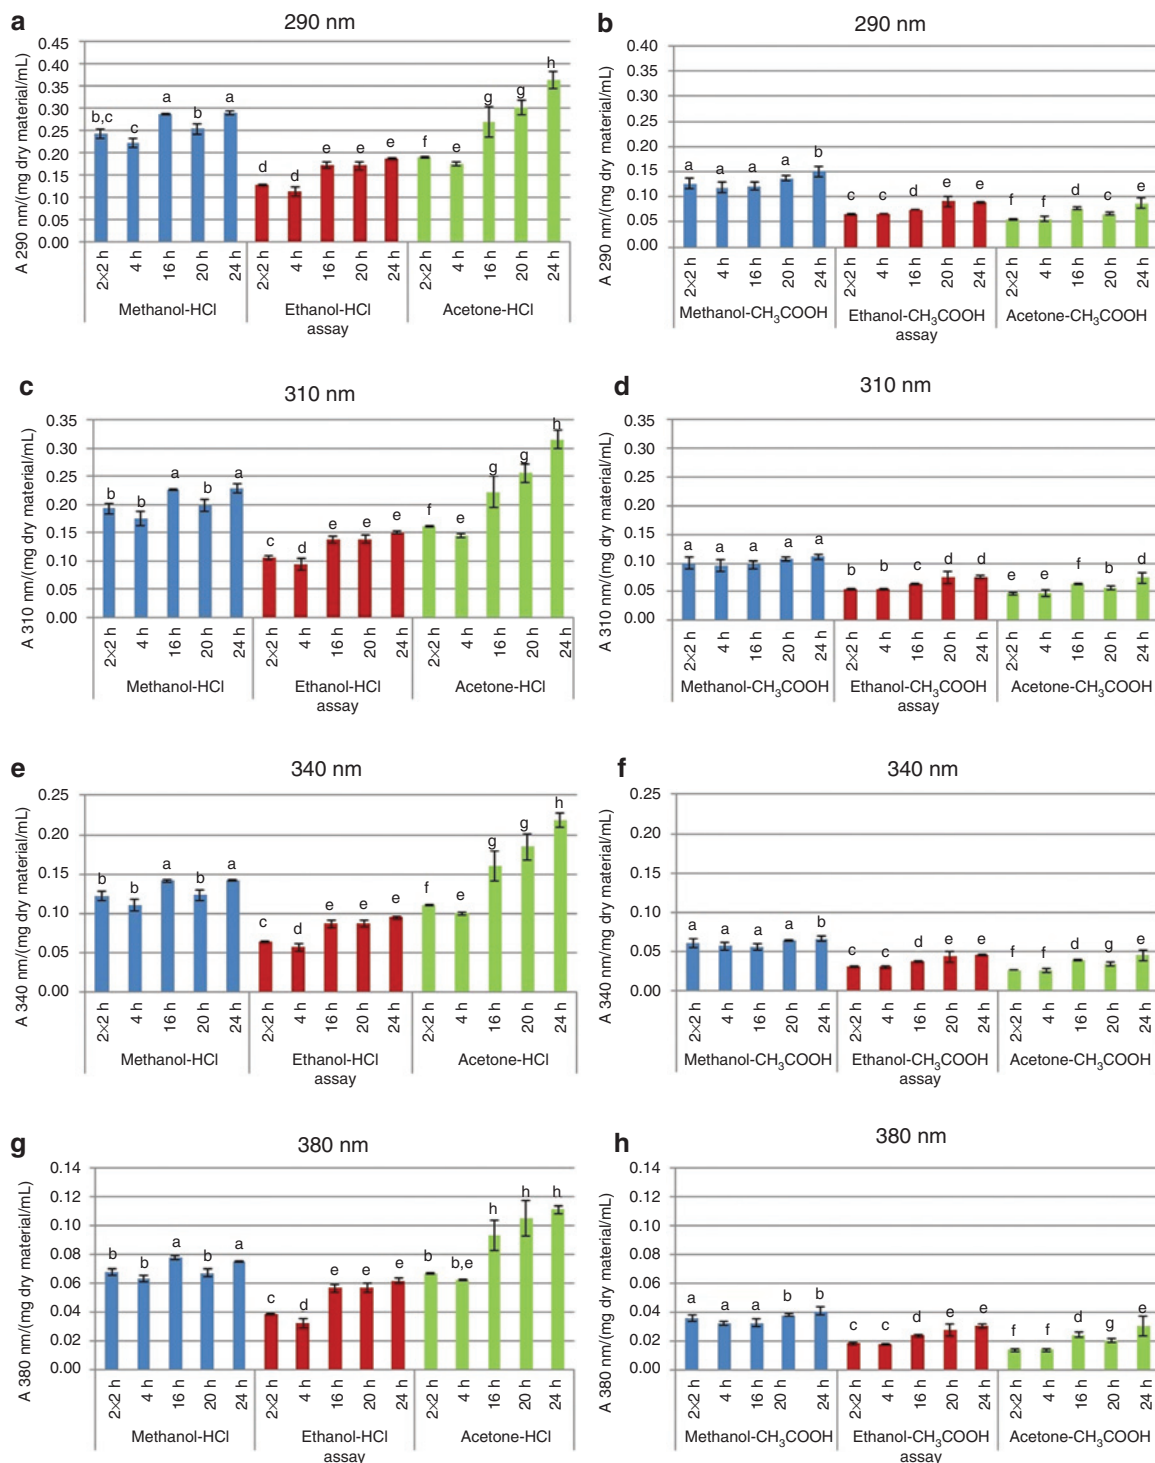 a
290 nm
A 290 nm/(mg dry material/mL)
0.45
0.40
0.35
0.30
0.25
0.20
0.15
0.10
0.05
0.00
b,c c a b a d d e e e f e g g h
2×2 h 4 h 16 h 20 h 24 h 2×2 h 4 h 16 h 20 h 24 h 2×2 h 4 h 16 h 20 h 24 h
Methanol-HCl Ethanol-HCl Acetone-HCl
assay
b
290 nm
A 290 nm/(mg dry material/mL)
0.40
0.35
0.30
0.25
0.20
0.15
0.10
0.05
0.00
a a a a b c c d e e f f d c e
2×2 h 4 h 16 h 20 h 24 h 2×2 h 4 h 16 h 20 h 24 h 2×2 h 4 h 16 h 20 h 24 h
Methanol-CH₃COOH Ethanol-CH₃COOH Acetone-CH₃COOH
assay
c
310 nm
A 310 nm/(mg dry material/mL)
0.35
0.30
0.25
0.20
0.15
0.10
0.05
0.00
b b a b a c d e e e f e g g h
2×2 h 4 h 16 h 20 h 24 h 2×2 h 4 h 16 h 20 h 24 h 2×2 h 4 h 16 h 20 h 24 h
Methanol-HCl Ethanol-HCl Acetone-HCl
assay
d
310 nm
A 310 nm/(mg dry material/mL)
0.35
0.30
0.25
0.20
0.15
0.10
0.05
0.00
a a a a a b b c d d e e f b d
2×2 h 4 h 16 h 20 h 24 h 2×2 h 4 h 16 h 20 h 24 h 2×2 h 4 h 16 h 20 h 24 h
Methanol-CH₃COOH Ethanol-CH₃COOH Acetone-CH₃COOH
assay
e
340 nm
A 340 nm/(mg dry material/mL)
0.25
0.20
0.15
0.10
0.05
0.00
b b a b a c d e e e f e g g h
2×2 h 4 h 16 h 20 h 24 h 2×2 h 4 h 16 h 20 h 24 h 2×2 h 4 h 16 h 20 h 24 h
Methanol-HCl Ethanol-HCl Acetone-HCl
assay
f
340 nm
A 340 nm/mg dry material/mL)
0.25
0.20
0.15
0.10
0.05
0.00
a a a a b c c d e e f f d g e
2×2 h 4 h 16 h 20 h 24 h 2×2 h 4 h 16 h 20 h 24 h 2×2 h 4 h 16 h 20 h 24 h
Methanol-CH₃COOH Ethanol-CH₃COOH Acetone-CH₃COOH
assay
g
380 nm
A 380 nm/(mg dry material/mL)
0.14
0.12
0.10
0.08
0.06
0.04
0.02
0.00
b b a b a c d e e e b b,e h h h
2×2 h 4 h 16 h 20 h 24 h 2×2 h 4 h 16 h 20 h 24 h 2×2 h 4 h 16 h 20 h 24 h
Methanol-HCl Ethanol-HCl Acetone-HCl
assay
h
380 nm
A 380 nm/(mg dry material/mL)
0.14
0.12
0.10
0.08
0.06
0.04
0.02
0.00
a a a b b c c d e e f f d g e
2×2 h 4 h 16 h 20 h 24 h 2×2 h 4 h 16 h 20 h 24 h 2×2 h 4 h 16 h 20 h 24 h
Methanol-CH₃COOH Ethanol-CH₃COOH Acetone-CH₃COOH
assay